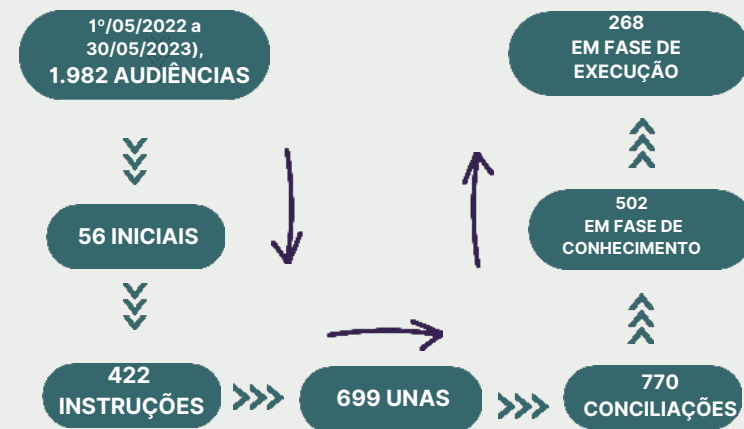 1º/05/2022 a
30/05/2023),
1.982 AUDIÊNCIAS
56 INICIAIS
422
INSTRUÇÕES
699 UNAS
770
CONCILIAÇÕES
502
EM FASE DE
CONHECIMENTO
268
EM FASE DE
EXECUÇÃO